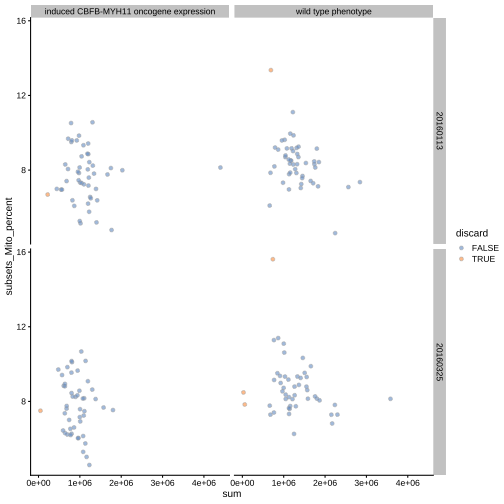 induced CBFB-MYH11 oncogene expression
wild type phenotype
16
12
8
20160113
16
12
8
20160325
subsets_Mito_percent
0e+00
1e+06
2e+06
3e+06
4e+06
0e+00
1e+06
2e+06
3e+06
4e+06
sum
discard
FALSE
TRUE